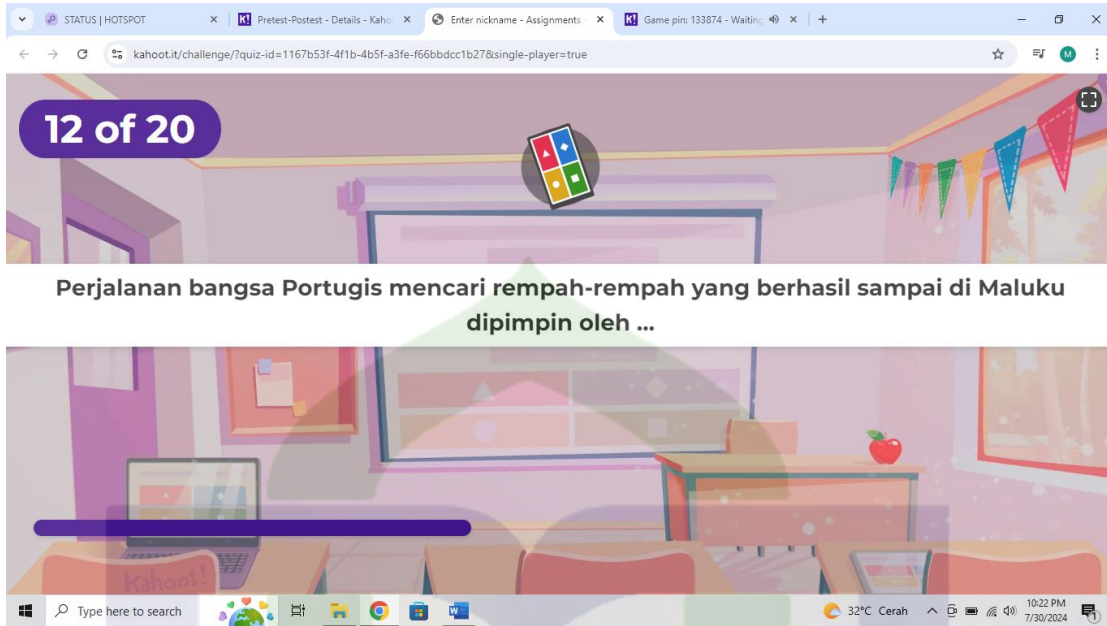 STATUS | HOTSPOT
Pretest-Postest - Details - Kaho
Enter nickname - Assignments -
Game pin: 133874 - Waiting
kahoot.it/challenge/?quiz-id=1167b53f-4f1b-4b5f-a3fe-f66bbdcc1b27&single-player=true
M
12 of 20
Perjalanan bangsa Portugis mencari rempah-rempah yang berhasil sampai di Maluku
dipimpin oleh ...
Kahoot!
Type here to search
32°C Cerah
10:22 PM
7/30/2024
1